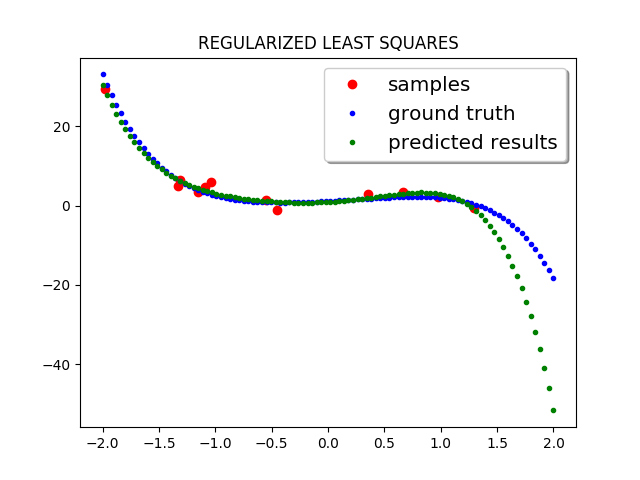 REGULARIZED LEAST SQUARES
samples
ground truth
predicted results
20
0
−20
−40
−2.0 −1.5 −1.0 −0.5 0.0 0.5 1.0 1.5 2.0